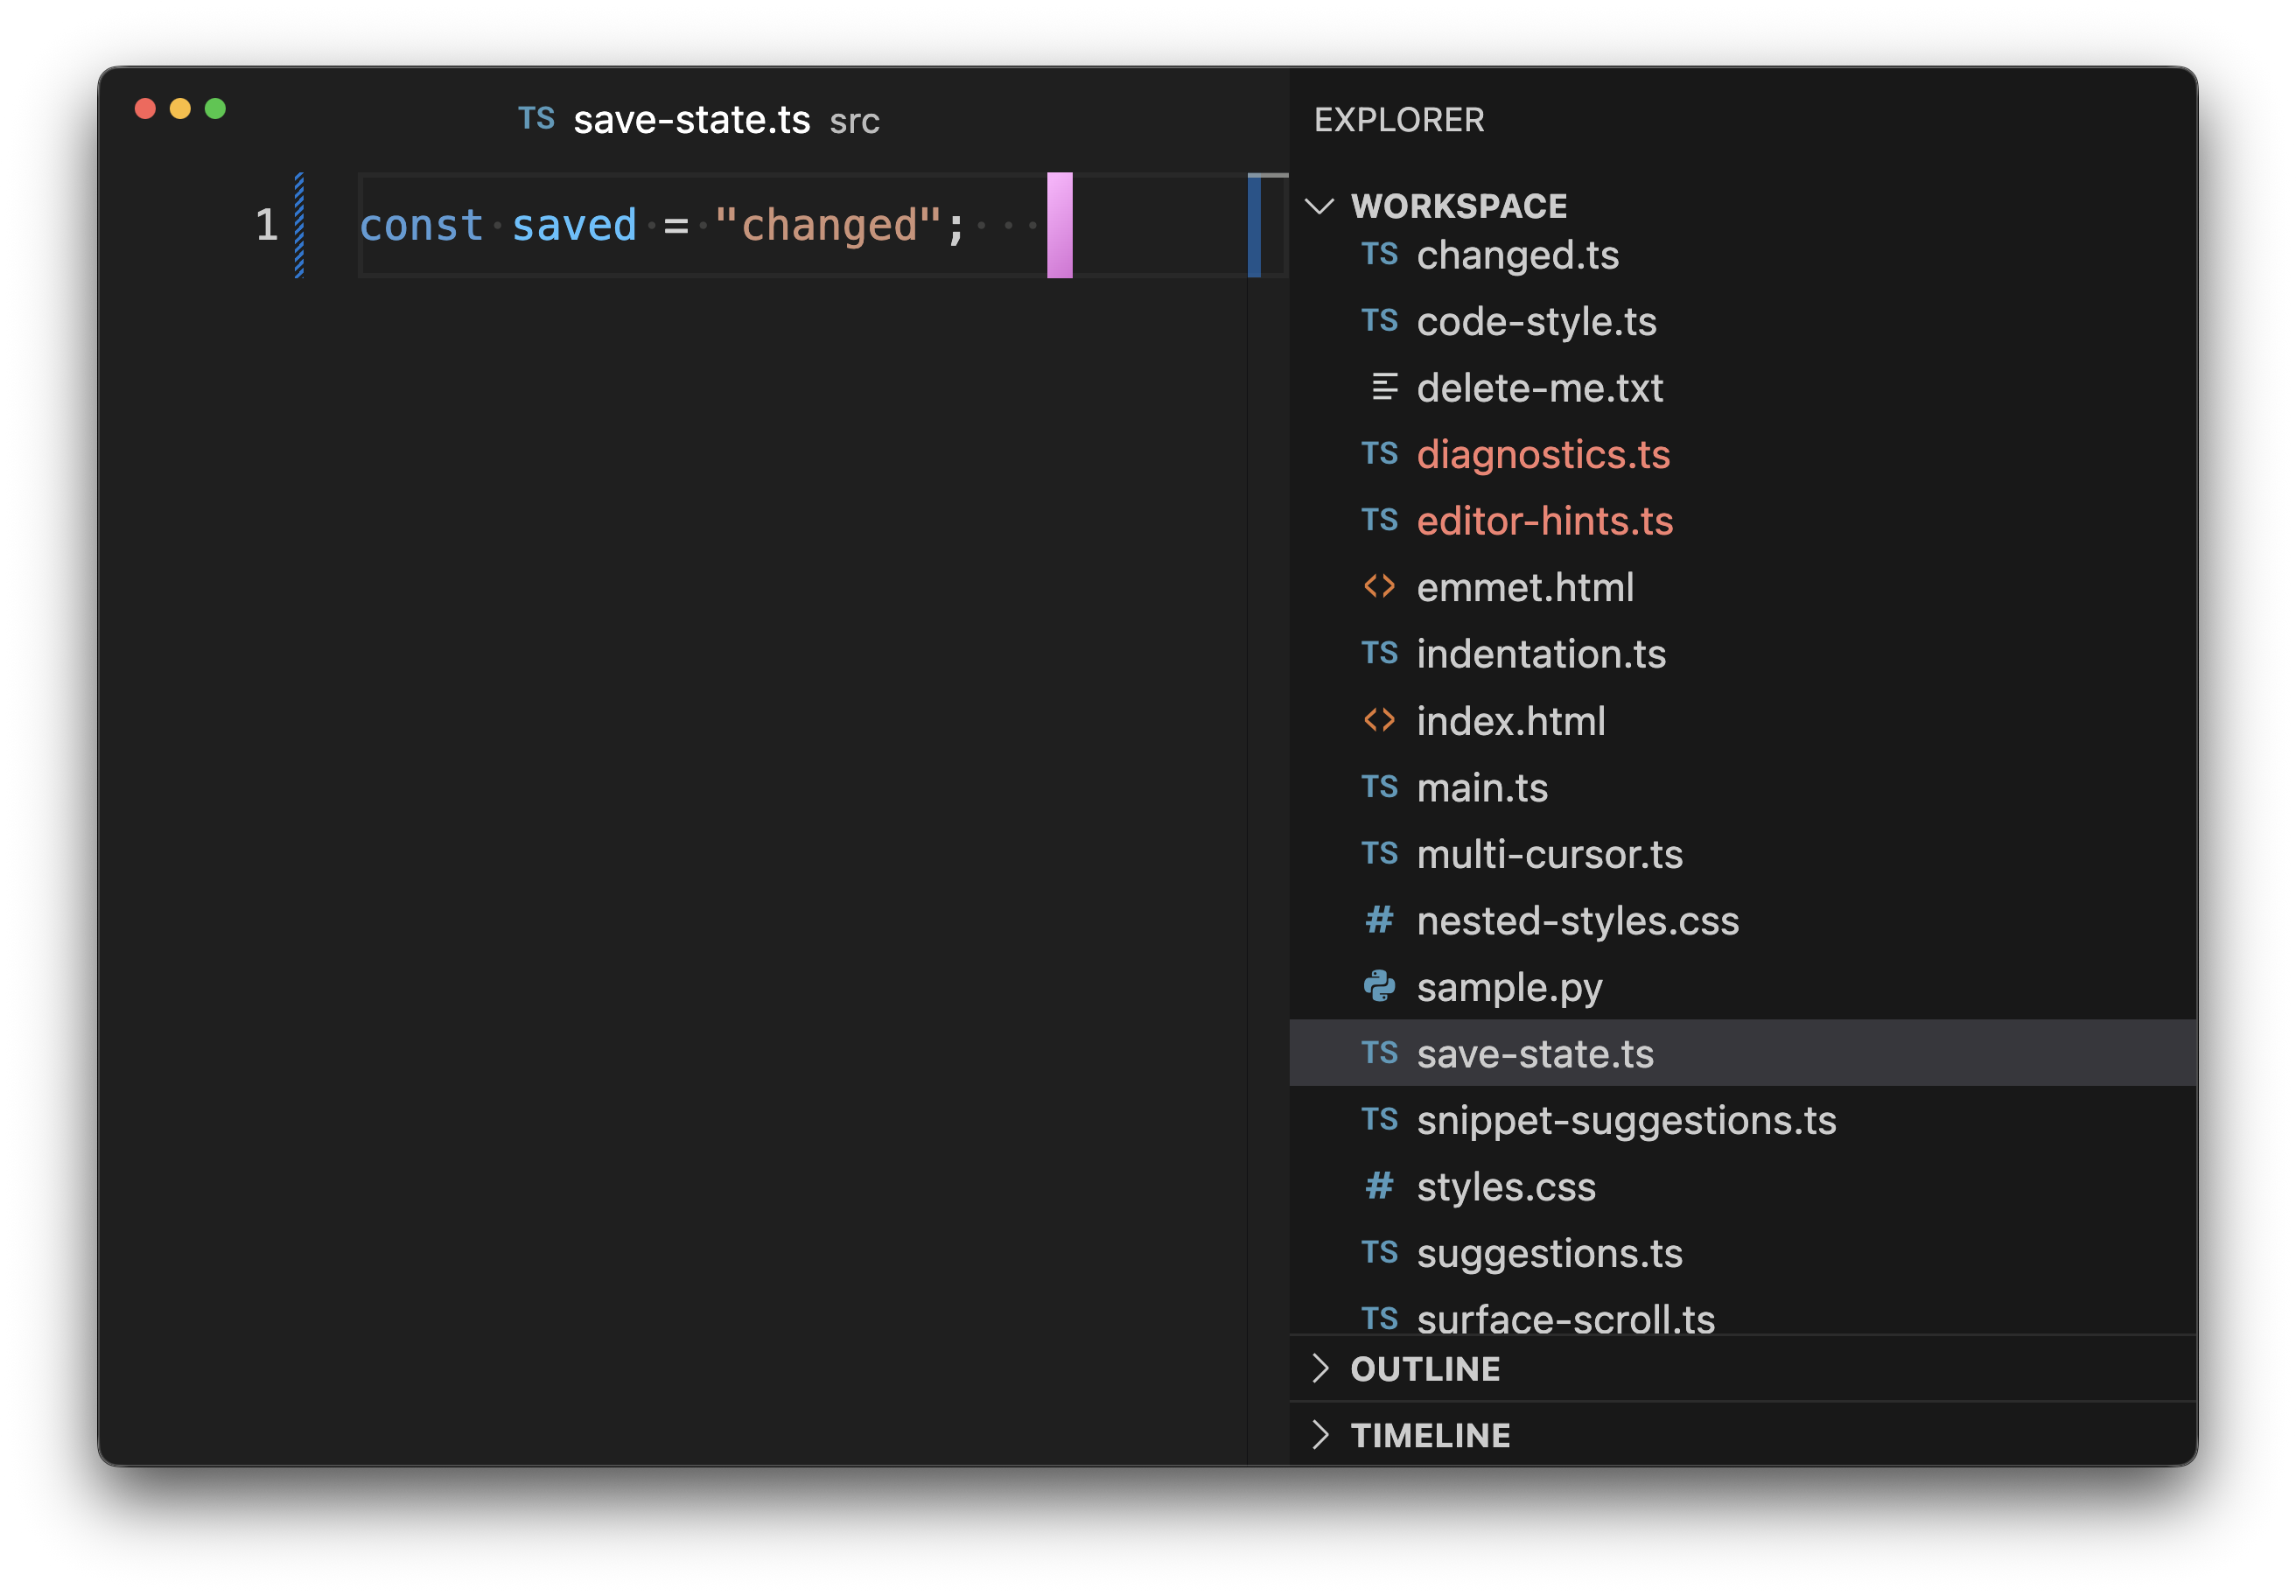 TS save-state.ts src
1 const saved = "changed";
EXPLORER
WORKSPACE
TS changed.ts
TS code-style.ts
delete-me.txt
TS diagnostics.ts
TS editor-hints.ts
<> emmet.html
TS indentation.ts
<> index.html
TS main.ts
TS multi-cursor.ts
# nested-styles.css
sample.py
TS save-state.ts
TS snippet-suggestions.ts
# styles.css
TS suggestions.ts
TS surface-scroll.ts
OUTLINE
TIMELINE